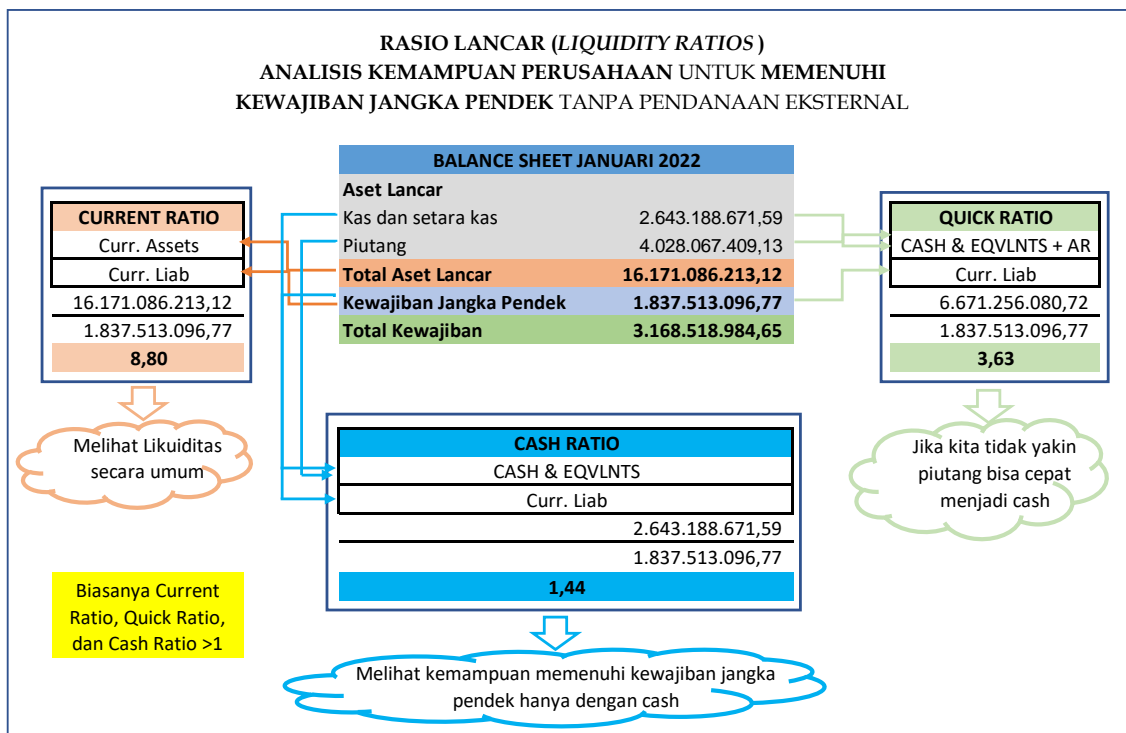 RASIO LANCAR (LIQUIDITY RATIOS )
ANALISIS KEMAMPUAN PERUSAHAAN UNTUK MEMENUHI
KEWAJIBAN JANGKA PENDEK TANPA PENDANAAN EKSTERNAL
BALANCE SHEET JANUARI 2022
Aset Lancar
Kas dan setara kas 2.643.188.671,59
Piutang 4.028.067.409,13
Total Aset Lancar 16.171.086.213,12
Kewajiban Jangka Pendek 1.837.513.096,77
Total Kewajiban 3.168.518.984,65
CURRENT RATIO
Curr. Assets
Curr. Liab
16.171.086.213,12
1.837.513.096,77
8,80
Melihat Likuiditas
secara umum
QUICK RATIO
CASH & EQVLNTS + AR
Curr. Liab
6.671.256.080,72
1.837.513.096,77
3,63
Jika kita tidak yakin
piutang bisa cepat
menjadi cash
CASH RATIO
CASH & EQVLNTS
Curr. Liab
2.643.188.671,59
1.837.513.096,77
1,44
Melihat kemampuan memenuhi kewajiban jangka
pendek hanya dengan cash
Biasanya Current
Ratio, Quick Ratio,
dan Cash Ratio >1